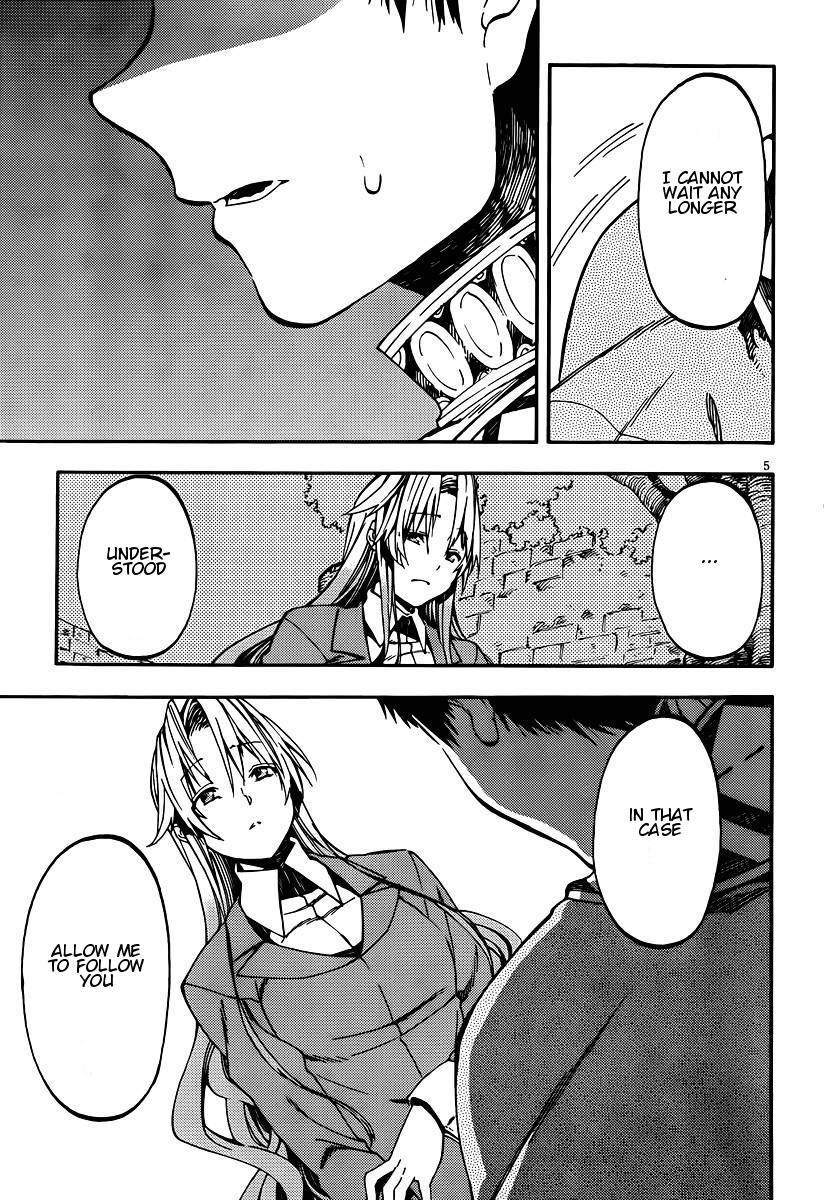 I CANNOT
WAIT ANY
LONGER
5
...
UNDER-
STOOD
IN THAT
CASE
ALLOW ME
TO FOLLOW
YOU